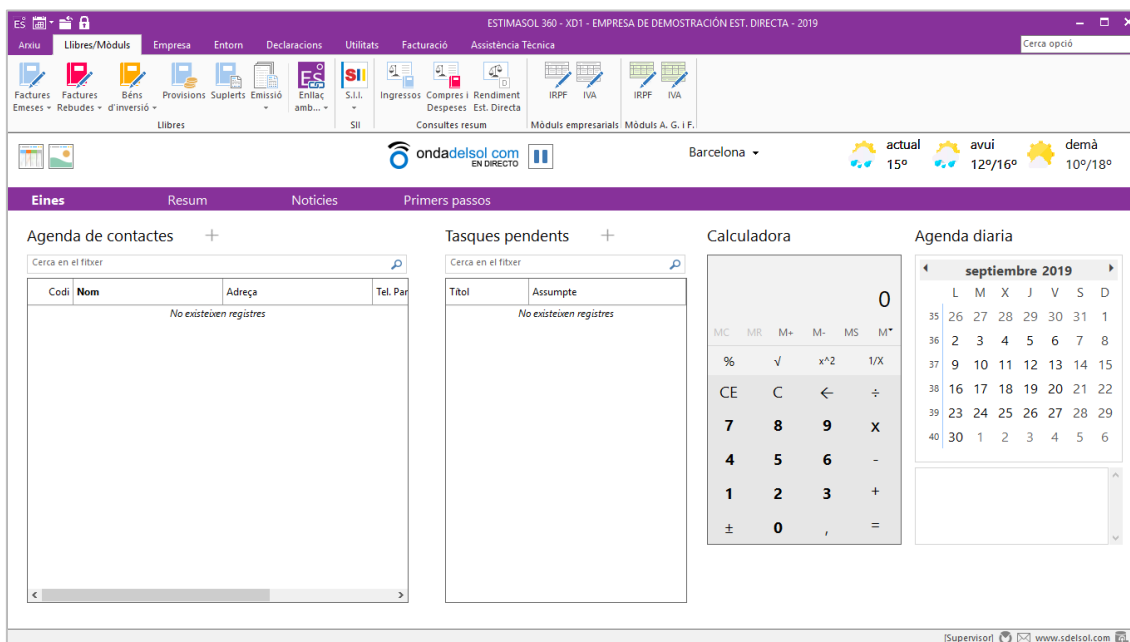 ESTIMASOL 360 - XD1 - EMPRESA DE DEMOSTRACIÓN EST. DIRECTA - 2019
Arxiu Llibres/Mòduls Empresa Entorn Declaracions Utilitats Facturació Assistència Tècnica Cerca opció
Factures Emeses Factures Rebudes Béns d'inversió Provisions Suplerts Emissió Enllaç amb... S.I.I. Ingressos Compres i Despeses Rendiment Est. Directa IRPF IVA IRPF IVA
Llibres SII Consultes resum Mòduls empresarials Mòduls A. G. i F.
ondadelsol com
EN DIRECTO
Barcelona
actual 15º avui 12º/16º demà 10º/18º
Eines Resum Noticies Primers passos
Agenda de contactes
Cerca en el fitxer
Codi Nom Adreça Tel. Par
No existeixen registres
Tasques pendents
Cerca en el fitxer
Títol Assumpte
No existeixen registres
Calculadora
0
MC MR M+ M- MS M
% √ x^2 1/X
CE C ← ÷
7 8 9 x
4 5 6 -
1 2 3 +
± 0 , =
Agenda diaria
septiembre 2019
L M X J V S D
35 26 27 28 29 30 31 1
36 2 3 4 5 6 7 8
37 9 10 11 12 13 14 15
38 16 17 18 19 20 21 22
39 23 24 25 26 27 28 29
40 30 1 2 3 4 5 6
[Supervisor] www.sdelsol.com